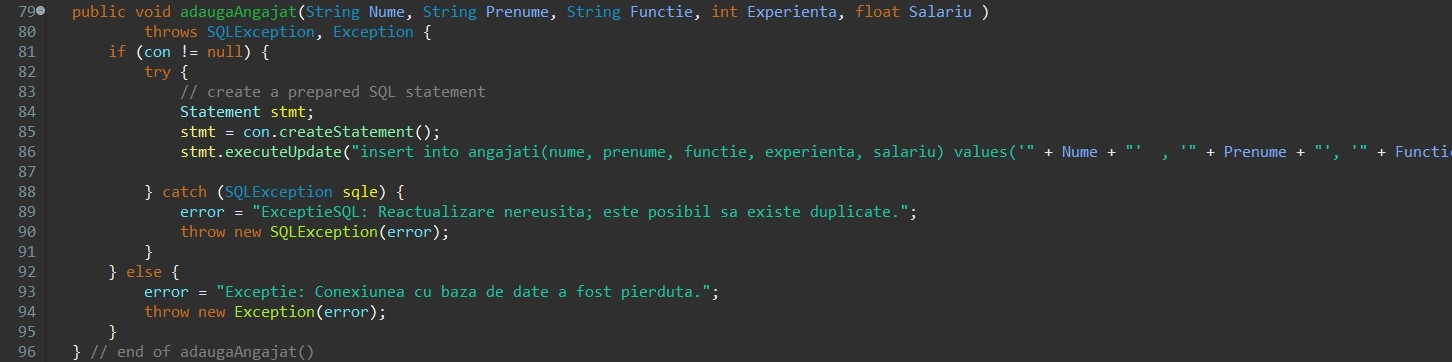 79 public void adaugaAngajat(String Nume, String Prenume, String Functie, int Experienta, float Salariu )
80 throws SQLException, Exception {
81 if (con != null) {
82 try {
83 // create a prepared SQL statement
84 Statement stmt;
85 stmt = con.createStatement();
86 stmt.executeUpdate("insert into angajati(nume, prenume, functie, experienta, salariu) values('" + Nume + "'  , '" + Prenume + "', '" + Functi
87
88 } catch (SQLException sqle) {
89 error = "ExceptieSQL: Reactualizare nereusita; este posibil sa existe duplicate.";
90 throw new SQLException(error);
91 }
92 } else {
93 error = "Exceptie: Conexiunea cu baza de date a fost pierduta.";
94 throw new Exception(error);
95 }
96 } // end of adaugaAngajat()